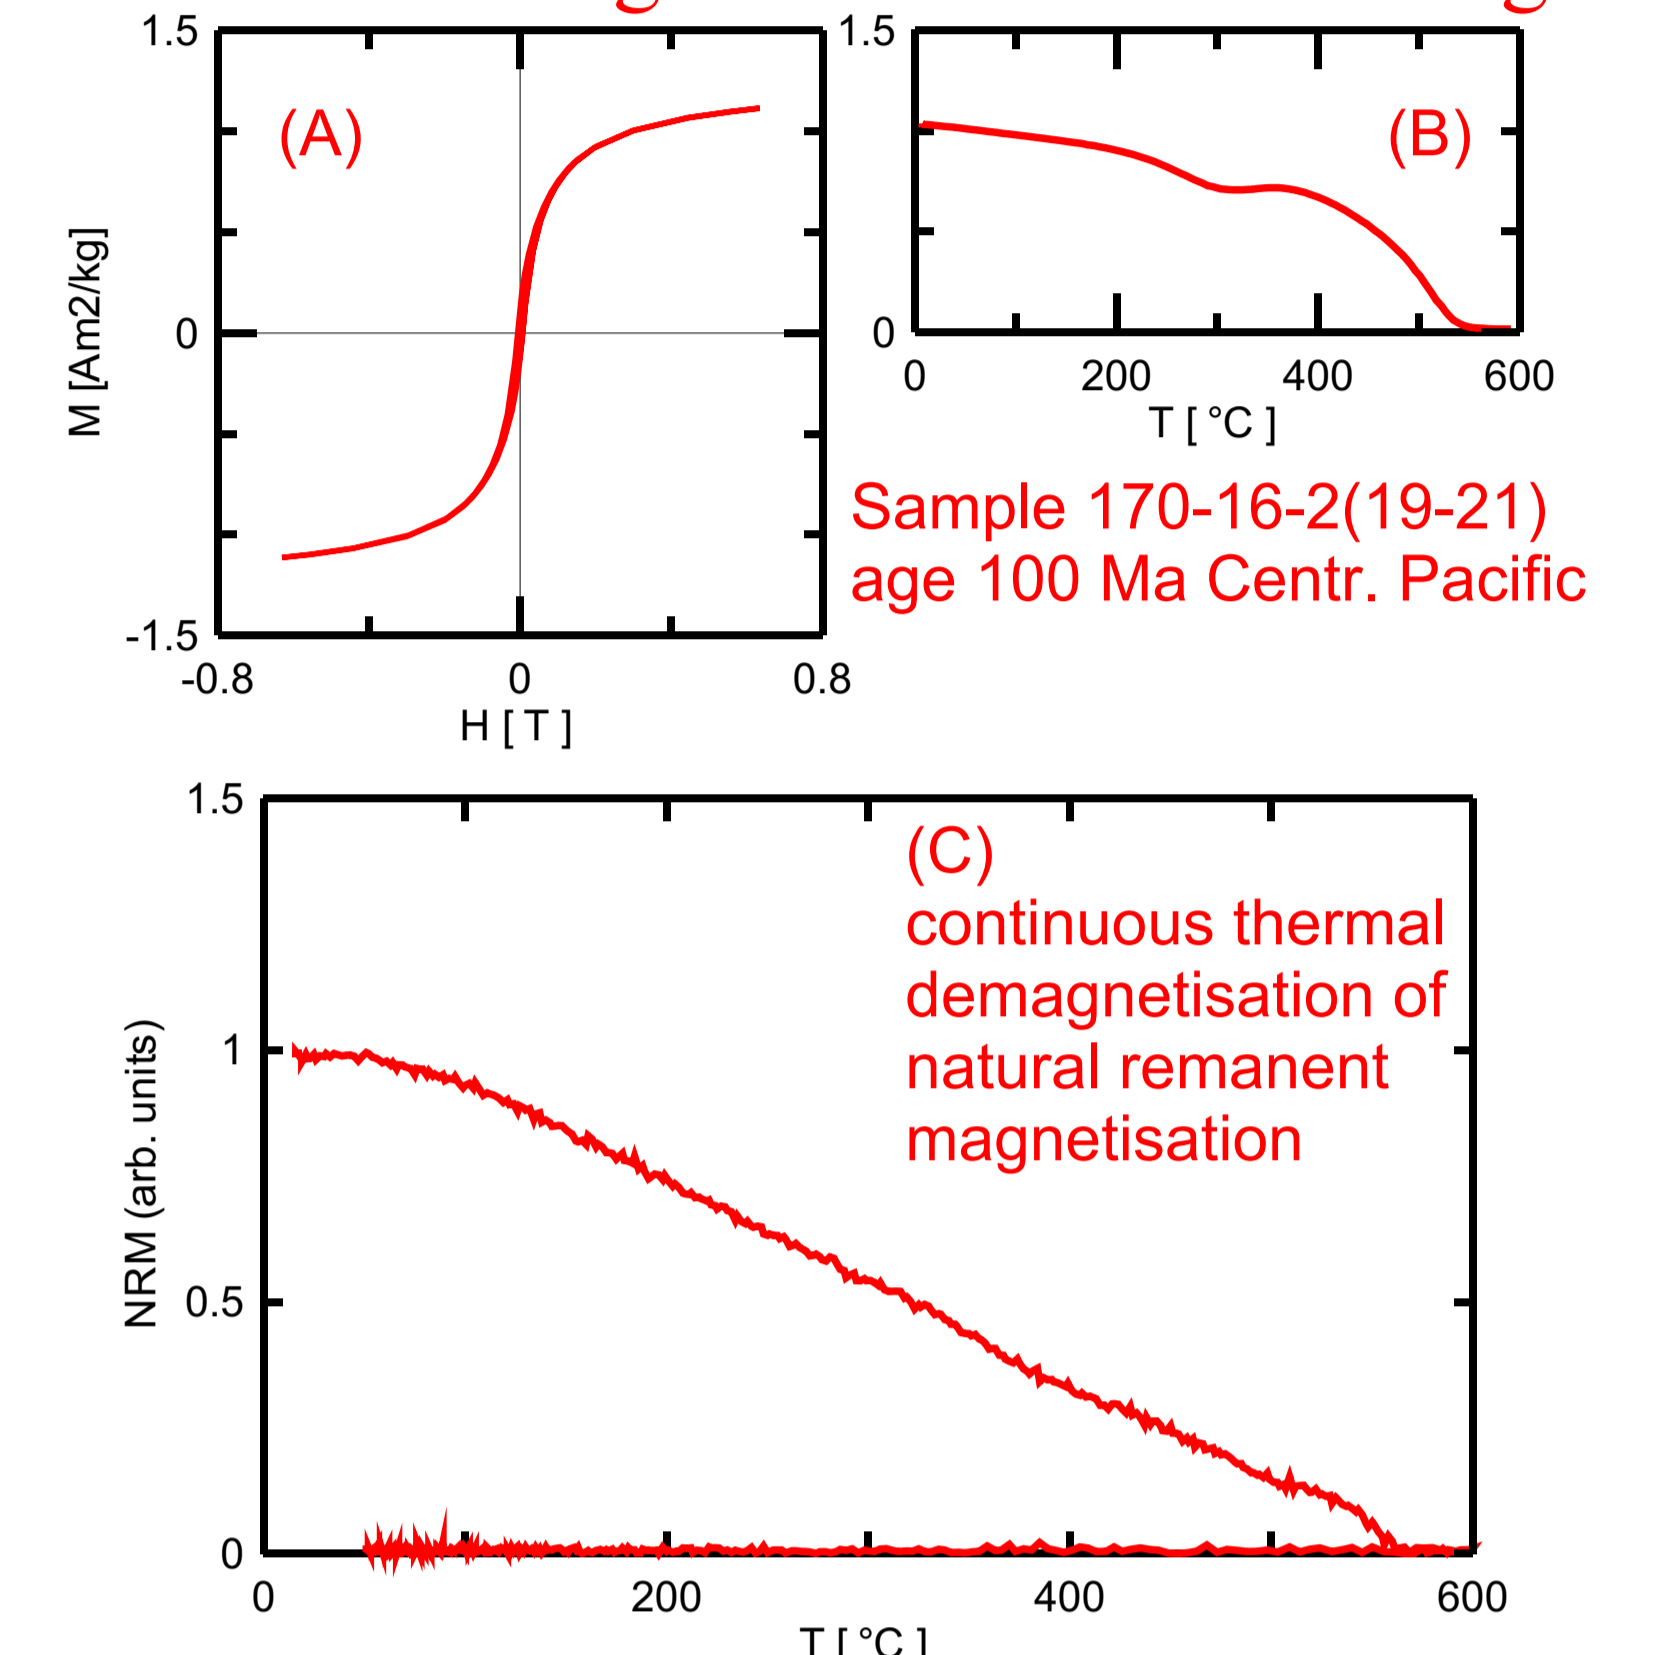 1.5
(A)
M [Am2/kg]
0
-1.5
-0.8
0
0.8
H [ T ]
1.5
(B)
0
0
200
400
600
T [ °C ]
Sample 170-16-2(19-21)
age 100 Ma Centr. Pacific
1.5
(C)
continuous thermal
demagnetisation of
natural remanent
magnetisation
1
NRM (arb. units)
0.5
0
0
200
400
600
T [ °C ]